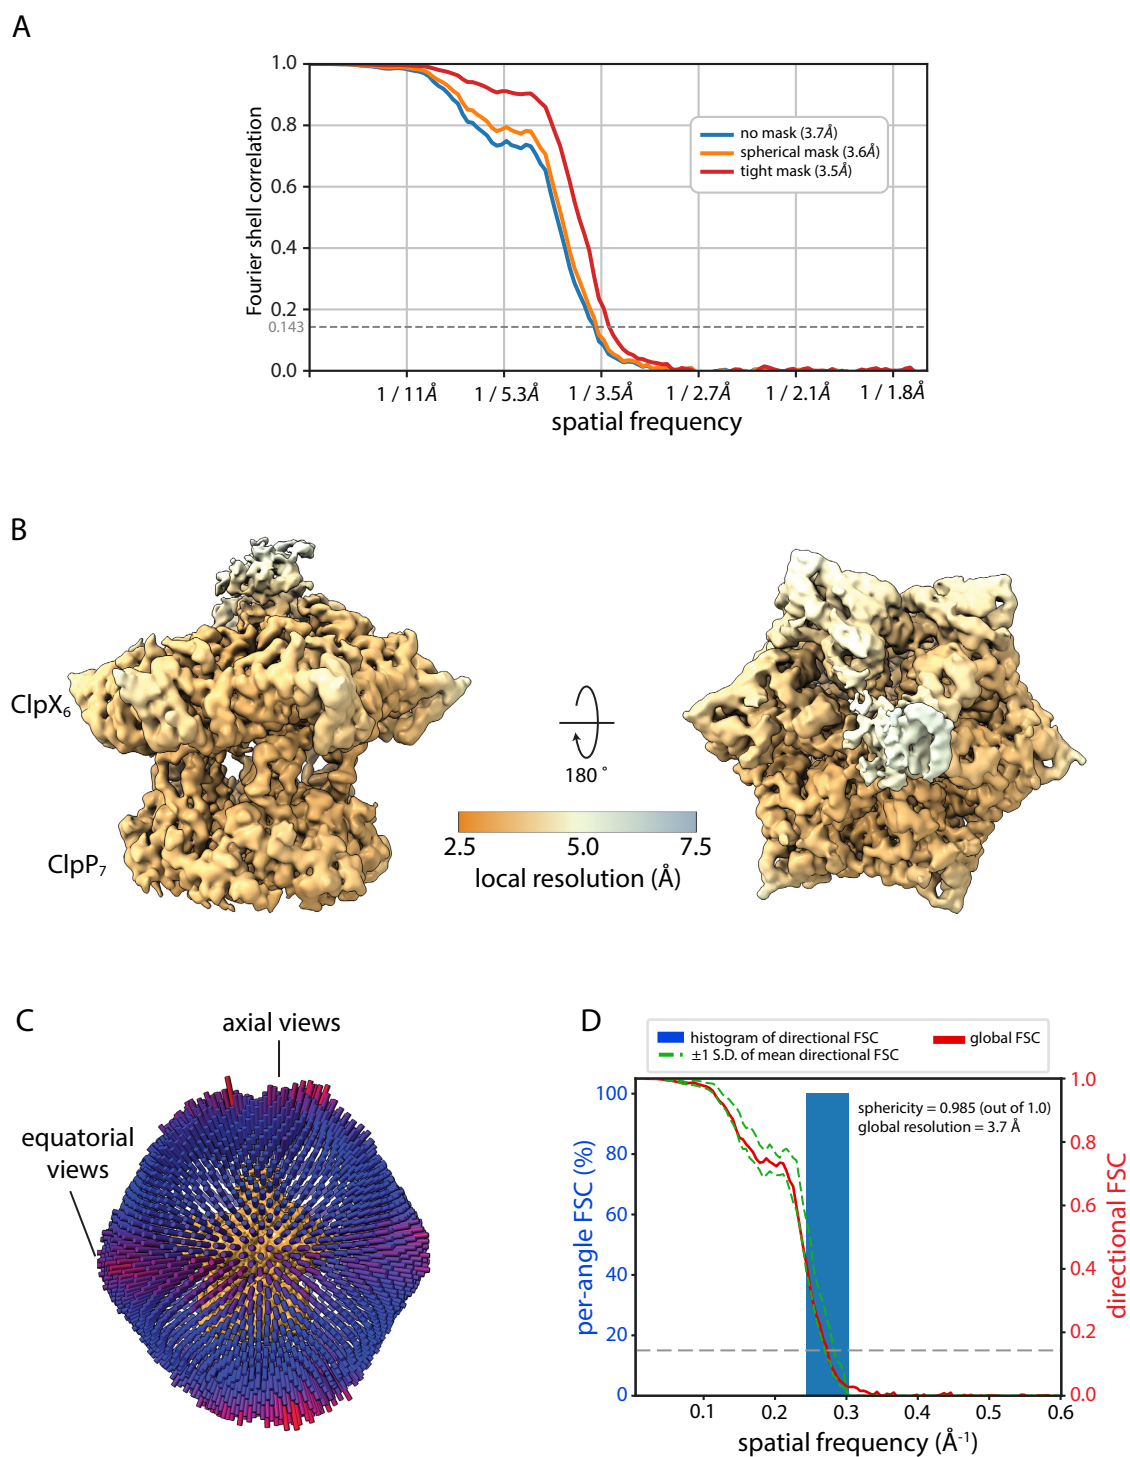 A
1.0
0.8
0.6
0.4
0.2
0.143
0.0
Fourier shell correlation
no mask (3.7Å)
spherical mask (3.6Å)
tight mask (3.5Å)
1 / 11Å
1 / 5.3Å
1 / 3.5Å
1 / 2.7Å
1 / 2.1Å
1 / 1.8Å
spatial frequency
B
ClpX6
ClpP7
180 °
2.5
5.0
7.5
local resolution (Å)
C
axial views
equatorial
views
D
histogram of directional FSC
global FSC
±1 S.D. of mean directional FSC
sphericity = 0.985 (out of 1.0)
global resolution = 3.7 Å
100
80
60
40
20
0
per-angle FSC (%)
1.0
0.8
0.6
0.4
0.2
0.0
directional FSC
0.1
0.2
0.3
0.4
0.5
0.6
spatial frequency (Å-1)